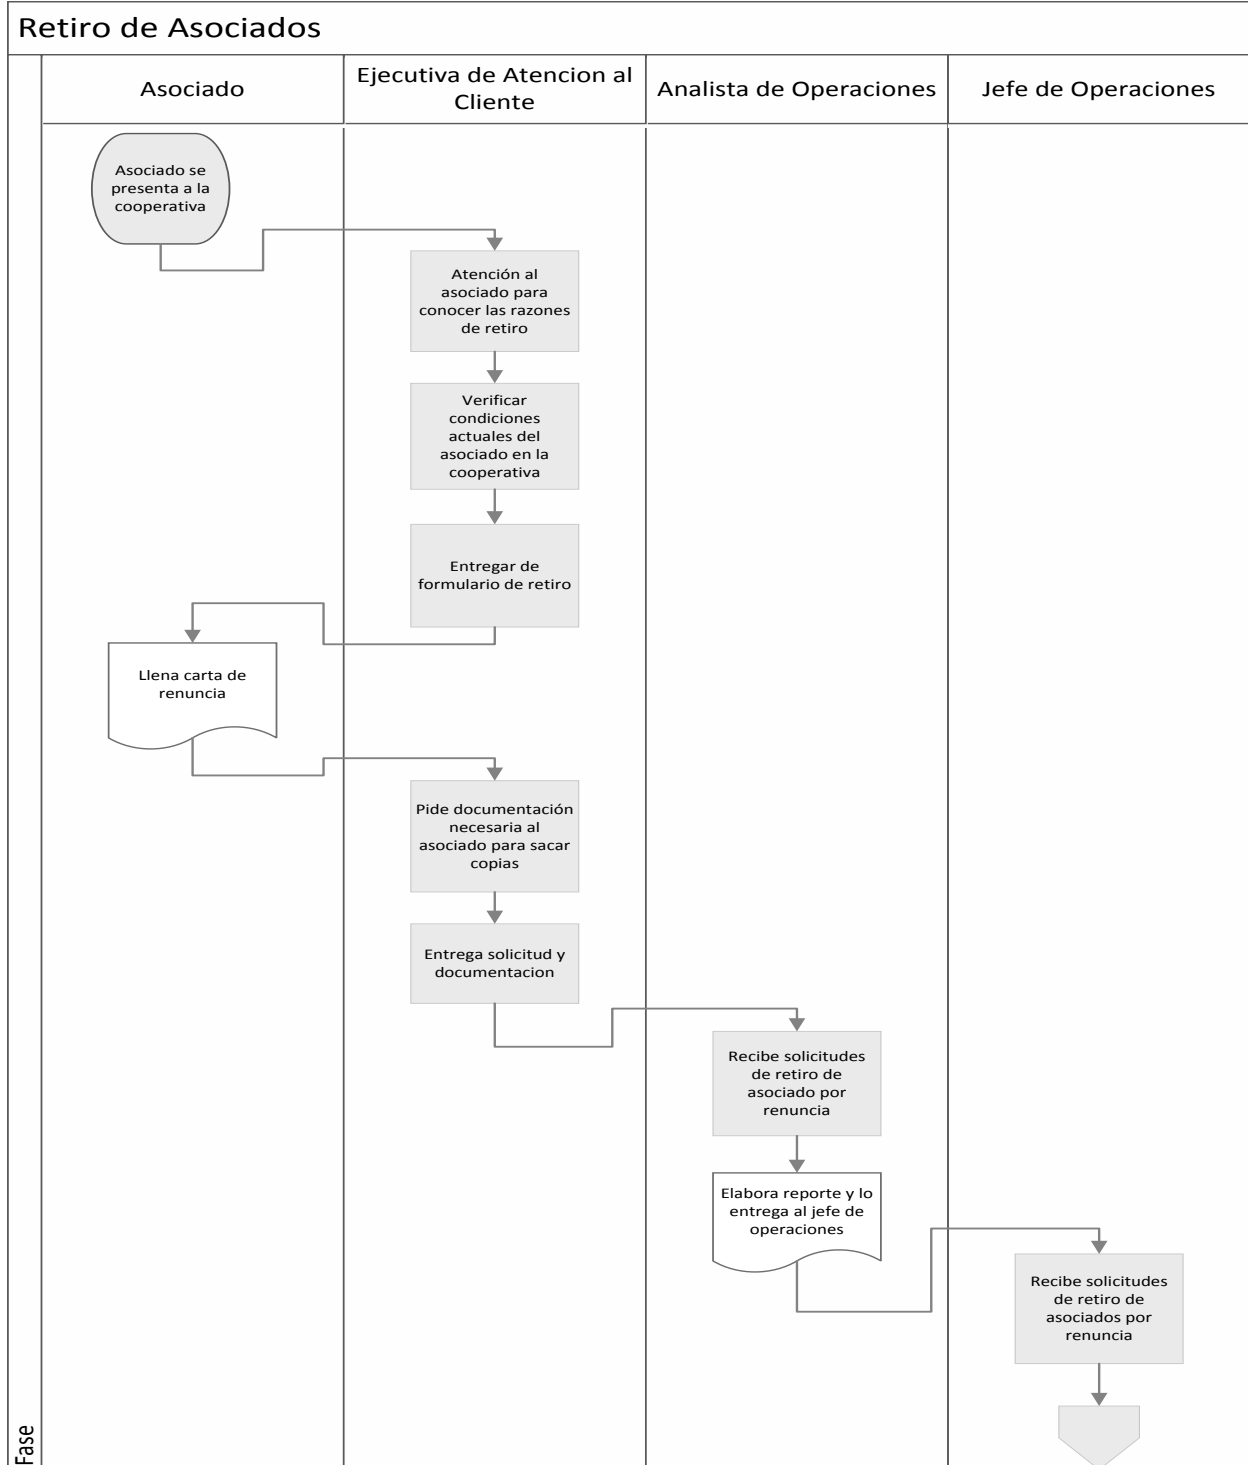 Retiro de Asociados
Asociado
Ejecutiva de Atencion al
Cliente
Analista de Operaciones
Jefe de Operaciones
Asociado se
presenta a la
cooperativa
Atención al
asociado para
conocer las razones
de retiro
Verificar
condiciones
actuales del
asociado en la
cooperativa
Entregar de
formulario de retiro
Llena carta de
renuncia
Pide documentación
necesaria al
asociado para sacar
copias
Entrega solicitud y
documentacion
Recibe solicitudes
de retiro de
asociado por
renuncia
Elabora reporte y lo
entrega al jefe de
operaciones
Recibe solicitudes
de retiro de
asociados por
renuncia
Fase